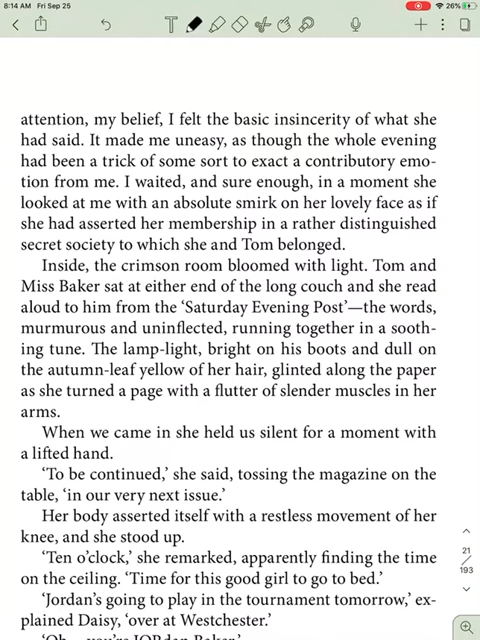 8:14 AM Fri Sep 25
26%
attention, my belief, I felt the basic insincerity of what she
had said. It made me uneasy, as though the whole evening
had been a trick of some sort to exact a contributory emo-
tion from me. I waited, and sure enough, in a moment she
looked at me with an absolute smirk on her lovely face as if
she had asserted her membership in a rather distinguished
secret society to which she and Tom belonged.
Inside, the crimson room bloomed with light. Tom and
Miss Baker sat at either end of the long couch and she read
aloud to him from the ‘Saturday Evening Post’—the words,
murmurous and uninflected, running together in a sooth-
ing tune. The lamp-light, bright on his boots and dull on
the autumn-leaf yellow of her hair, glinted along the paper
as she turned a page with a flutter of slender muscles in her
arms.
When we came in she held us silent for a moment with
a lifted hand.
‘To be continued,’ she said, tossing the magazine on the
table, ‘in our very next issue.’
Her body asserted itself with a restless movement of her
knee, and she stood up.
‘Ten o’clock,’ she remarked, apparently finding the time
on the ceiling. ‘Time for this good girl to go to bed.’
‘Jordan’s going to play in the tournament tomorrow,’ ex-
plained Daisy, ‘over at Westchester.’
‘Oh—you’re JORdan Baker.’
21
/
193